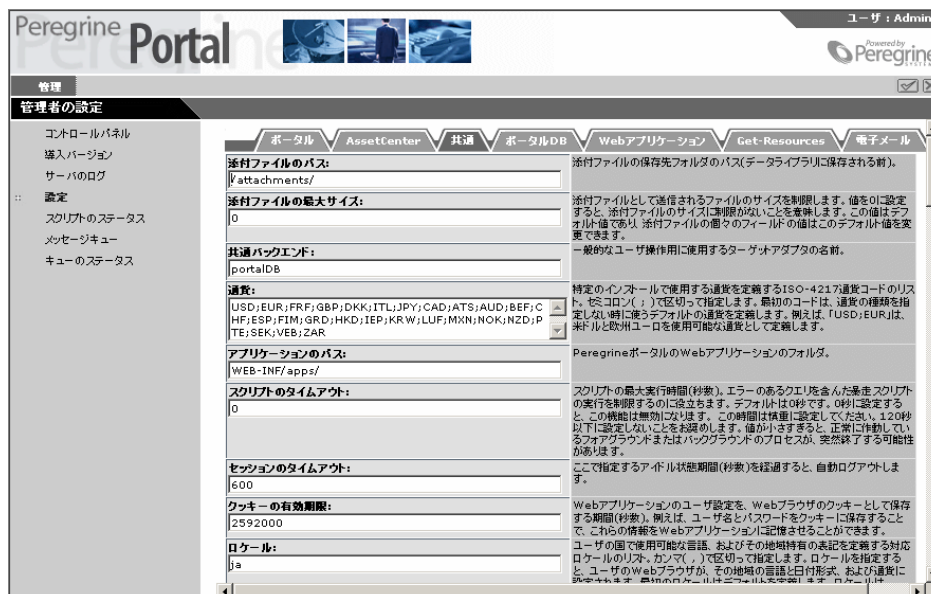 Peregrine Portal
ユーザ : Admin
Powered by
Peregrine
SYSTEMS
管理
管理者の設定
コントロールパネル
導入バージョン
サーバのログ
設定
スクリプトのステータス
メッセージキュー
キューのステータス
ポータル
AssetCenter
共通
ポータルDB
Webアプリケーション
Get-Resources
電子メール
添付ファイルのパス:
/attachments/
添付ファイルの保存先フォルダのパス(データライブラリに保存される前)。
添付ファイルの最大サイズ:
0
添付ファイルとして送信されるファイルのサイズを制限します。値を0に設定
すると、添付ファイルのサイズに制限がないことを意味します。この値はデフ
ォルト値であり、添付ファイルの個々のフィールドの値はこのデフォルト値を変
更できます。
共通バックエンド:
portalDB
一般的なユーザ操作用に使用するターゲットアダプタの名前。
通貨:
USD;EUR;FRF;GBP;DKK;ITL;JPY;CAD;ATS;AUD;BEF;C
HF;ESP;FIM;GRD;HKD;IEP;KRW;LUF;MXN;NOK;NZD;P
TE;SEK;VEB;ZAR
特定のインストールで使用する通貨を定義するISO-4217通貨コードのリス
ト。セミコロン( ; )で区切って指定します。最初のコードは、通貨の種類を指
定しない時に使うデフォルトの通貨を定義します。例えば、「USD;EUR」は、
米ドルと欧州ユーロを使用可能な通貨として定義します。
アプリケーションのパス:
WEB-INF/apps/
PeregrineポータルのWebアプリケーションのフォルダ。
スクリプトのタイムアウト:
0
スクリプトの最大実行時間(秒数)。エラーのあるクエリを含んだ暴走スクリプト
の実行を制限するのに役立ちます。デフォルトは0秒です。0秒に設定する
と、この機能は無効になります。 この時間は慎重に設定してください。120秒
以下に設定しないことをお奨めします。値が小さすぎると、正常に作動してい
るフォアグラウンドまたはバックグラウンドのプロセスが、突然終了する可能性
があります。
セッションのタイムアウト:
600
ここで指定するアイドル状態期間(秒数)を経過すると、自動ログアウトしま
す。
クッキーの有効期限:
2592000
Webアプリケーションのユーザ設定を、Webブラウザのクッキーとして保存
する期間(秒数)。例えば、ユーザ名とパスワードをクッキーに保存すること
で、これらの情報をWebアプリケーションに記憶させることができます。
ロケール:
ja
ユーザの国で使用可能な言語、およびその地域特有の表記を定義する対応
ロケールのリスト。カンマ( , )で区切って指定します。ロケールを指定する
と、ユーザのWebブラウザが、その地域の言語と日付形式、および通貨に
設定されます。最初のロケールはデフォルトを定義します。ロケールは